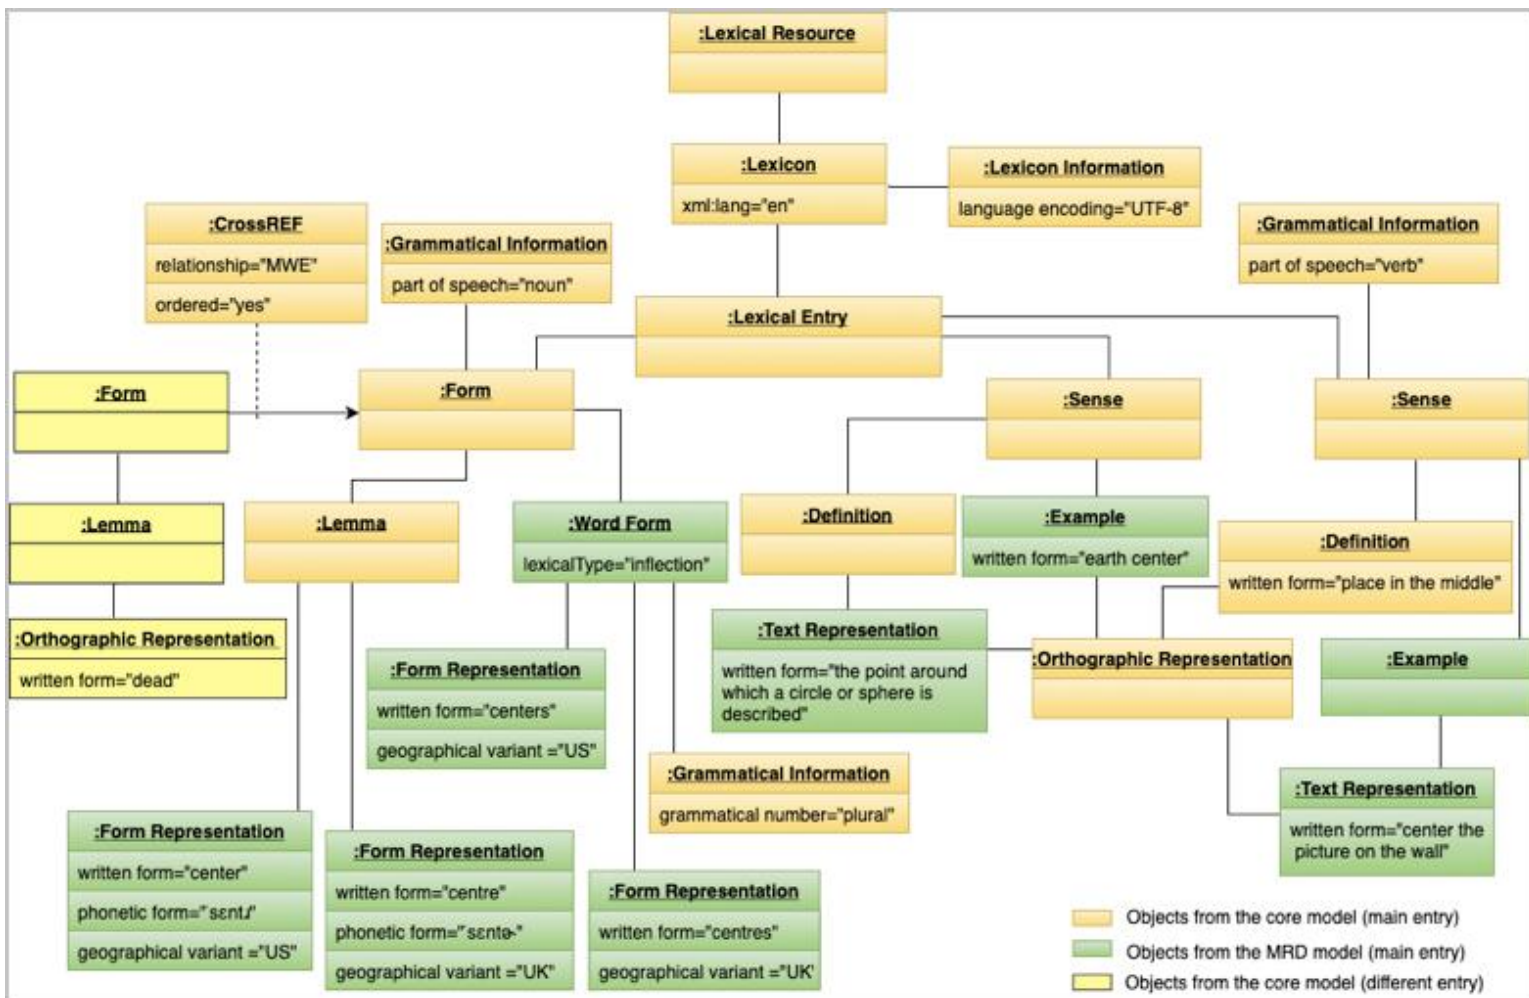 :Lexical Resource
:Lexicon
xml:lang="en"
:Lexicon Information
language encoding="UTF-8"
:CrossREF
relationship="MWE"
ordered="yes"
:Grammatical Information
part of speech="noun"
:Grammatical Information
part of speech="verb"
:Lexical Entry
:Form
:Form
:Sense
:Sense
:Lemma
:Lemma
:Word Form
lexicalType="inflection"
:Definition
:Example
written form="earth center"
:Definition
written form="place in the middle"
:Orthographic Representation
written form="dead"
:Form Representation
written form="centers"
geographical variant ="US"
:Text Representation
written form="the point around
which a circle or sphere is
described"
:Orthographic Representation
:Example
:Grammatical Information
grammatical number="plural"
:Form Representation
written form="center"
phonetic form="ˈsɛntɹ"
geographical variant ="US"
:Form Representation
written form="centre"
phonetic form="ˈsɛntɚ"
geographical variant ="UK"
:Form Representation
written form="centres"
geographical variant ="UK'
:Text Representation
written form="center the
picture on the wall"
Objects from the core model (main entry)
Objects from the MRD model (main entry)
Objects from the core model (different entry)